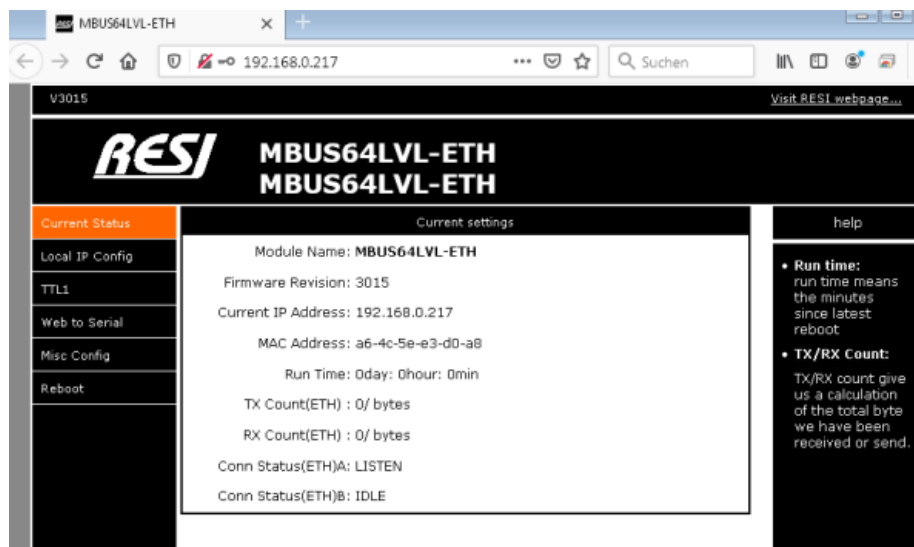 MBUS64LVL-ETH
192.168.0.217
Suchen
V3015
Visit RESI webpage...
RESI
MBUS64LVL-ETH
MBUS64LVL-ETH
Current Status
Local IP Config
TTL1
Web to Serial
Misc Config
Reboot
Current settings
Module Name: MBUS64LVL-ETH
Firmware Revision: 3015
Current IP Address: 192.168.0.217
MAC Address: a6-4c-5e-e3-d0-a8
Run Time: 0day: 0hour: 0min
TX Count(ETH) : 0/ bytes
RX Count(ETH) : 0/ bytes
Conn Status(ETH)A: LISTEN
Conn Status(ETH)B: IDLE
help
• Run time:
run time means
the minutes
since latest
reboot
• TX/RX Count:
TX/RX count give
us a calculation
of the total byte
we have been
received or send.